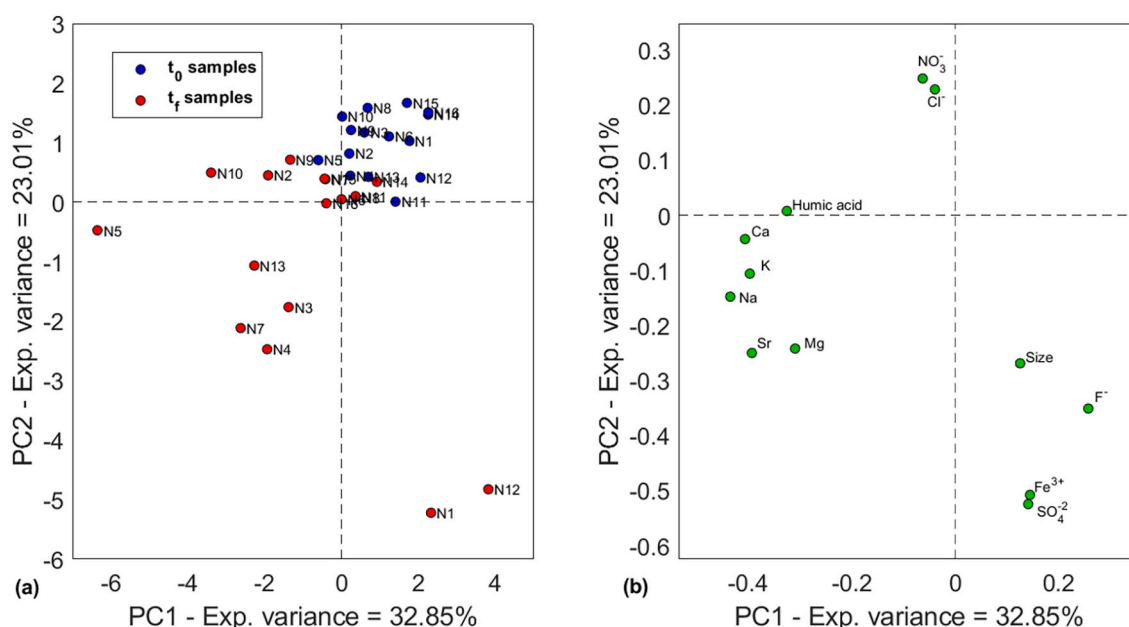 3
2
1
0
-1
-2
-3
-4
-5
-6
PC2 - Exp. variance = 23.01%
t0 samples
tf samples
N15
N8
N16
N14
N10
N3
N6
N1
N2
N9
N5
N13
N12
N10
N2
N14
N11
N11
N5
N13
N3
N7
N4
N12
N1
-6
-4
-2
0
2
4
(a)
PC1 - Exp. variance = 32.85%
0.3
0.2
0.1
0
-0.1
-0.2
-0.3
-0.4
-0.5
-0.6
PC2 - Exp. variance = 23.01%
NO3-
Cl-
Humic acid
Ca
K
Na
Sr
Mg
Size
F-
Fe3+
SO4-2
-0.4
-0.2
0
0.2
(b)
PC1 - Exp. variance = 32.85%